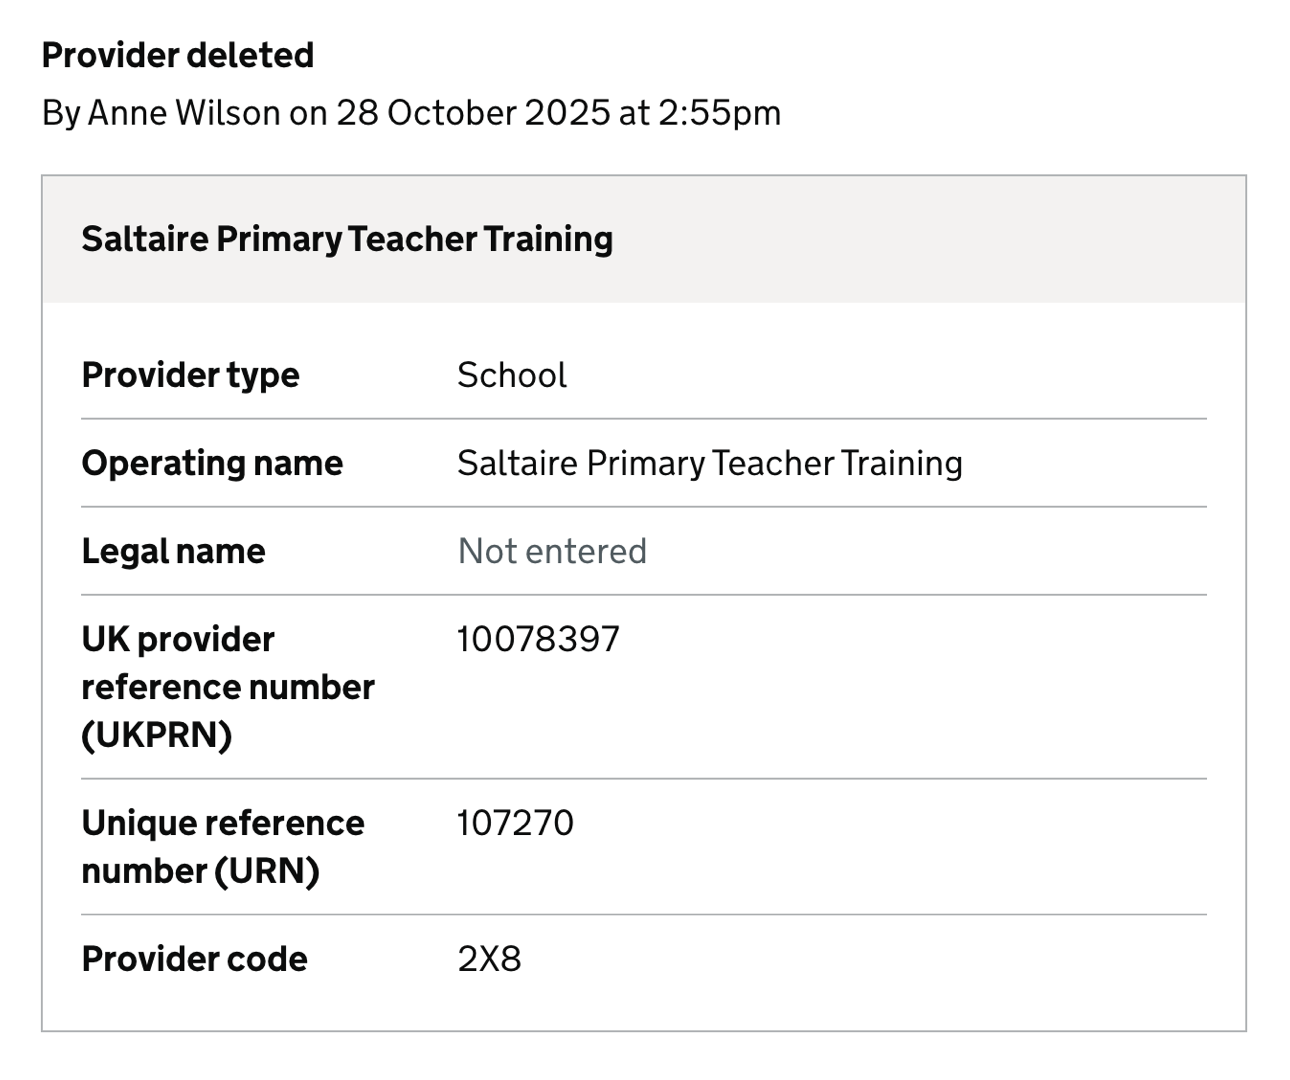 Provider deleted
By Anne Wilson on 28 October 2025 at 2:55pm
Saltaire Primary Teacher Training
Provider type School
Operating name Saltaire Primary Teacher Training
Legal name Not entered
UK provider 10078397
reference number
(UKPRN)
Unique reference 107270
number (URN)
Provider code 2X8